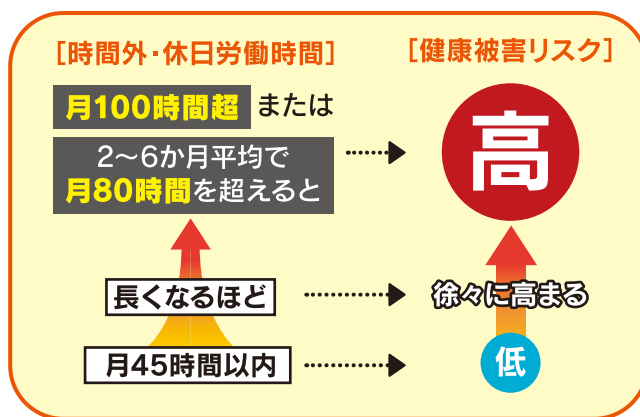 ［時間外・休日労働時間］
［健康被害リスク］
月100時間超 または
2～6か月平均で
月80時間を超えると
高
長くなるほど
徐々に高まる
月45時間以内
低